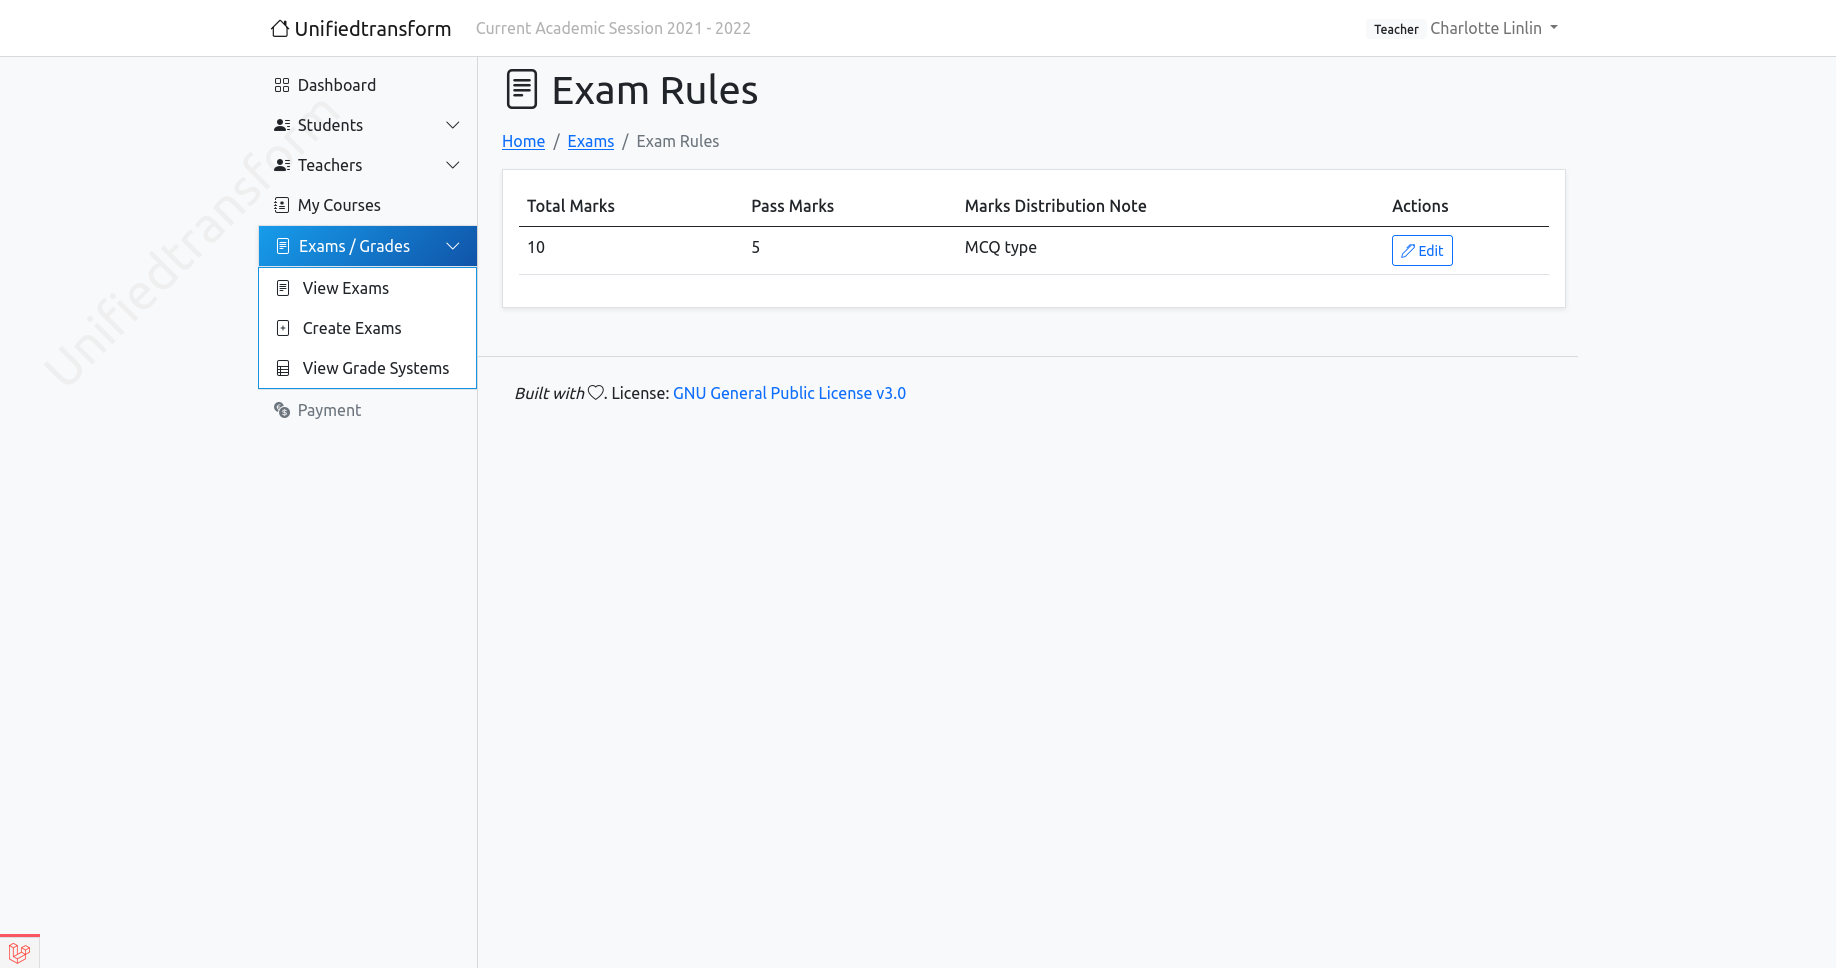 Unifiedtransform Current Academic Session 2021 - 2022 Teacher Charlotte Linlin
Dashboard
Students
Teachers
My Courses
Exams / Grades
View Exams
Create Exams
View Grade Systems
Payment
Unifiedtransform
Exam Rules
Home / Exams / Exam Rules
Total Marks Pass Marks Marks Distribution Note Actions
10 5 MCQ type Edit
Built with. License: GNU General Public License v3.0